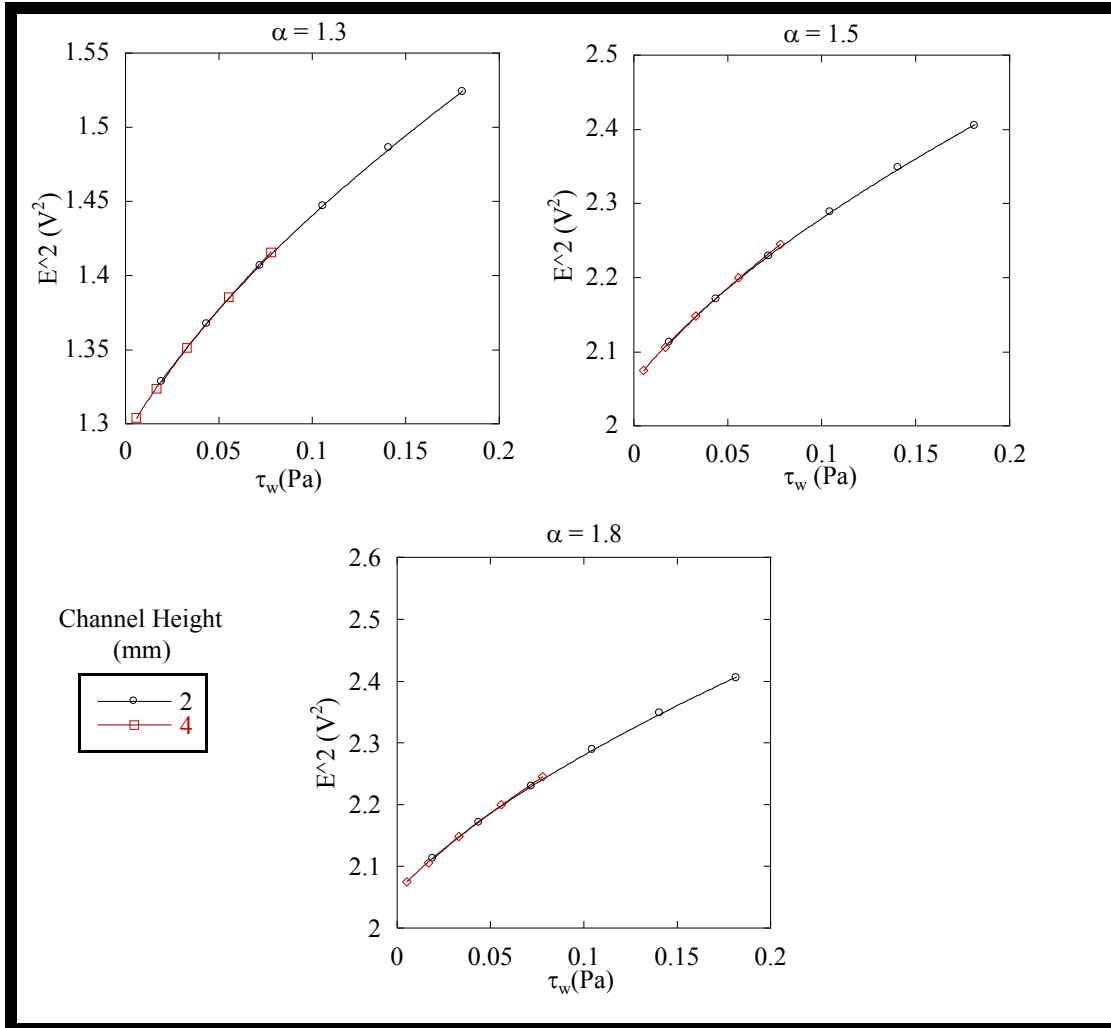 α = 1.3
1.55
1.5
1.45
1.4
1.35
1.3
E^2 (V²)
0 0.05 0.1 0.15 0.2
τ_w(Pa)
α = 1.5
2.5
2.4
2.3
2.2
2.1
2
E^2 (V²)
0 0.05 0.1 0.15 0.2
τ_w (Pa)
Channel Height
(mm)
2
4
α = 1.8
2.6
2.5
2.4
2.3
2.2
2.1
2
E^2 (V²)
0 0.05 0.1 0.15 0.2
τ_w(Pa)